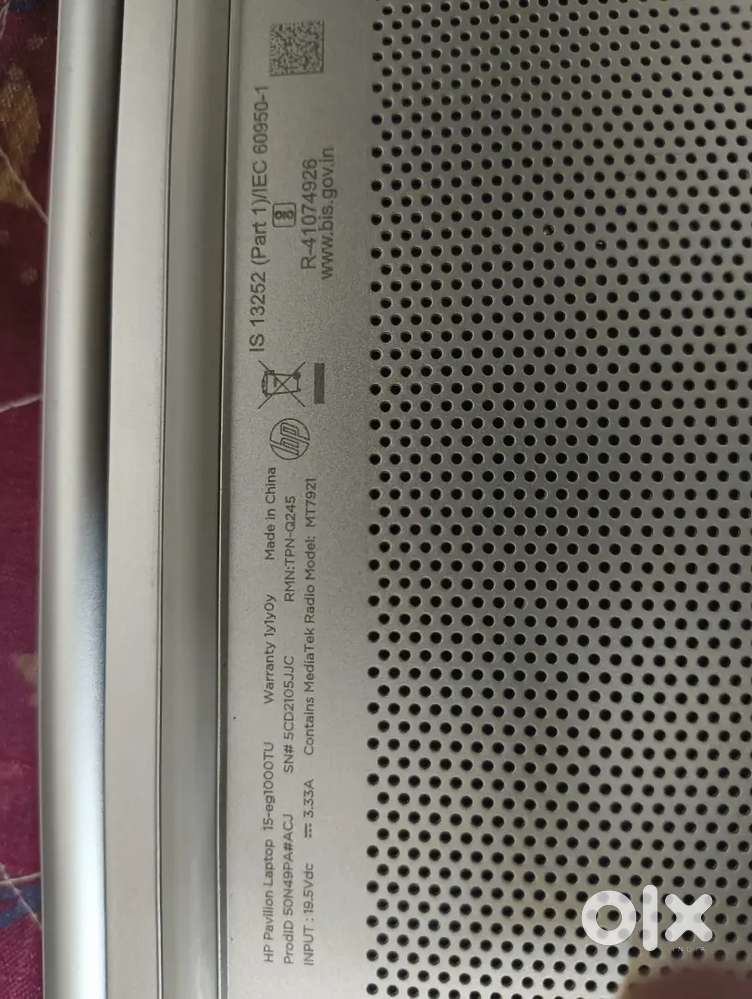 HP Pavilion Laptop 15-eg1000TU Warranty 1y1y0y Made in China
ProdID 50N49PA#ACJ SN# 5CD2105JJC RMN:TPN-Q245
INPUT : 19.5Vdc ⎓ 3.33A Contains MediaTek Radio Model: MT7921
hp
IS 13252 (Part 1)/IEC 60950-1
R-41074926
www.bis.gov.in
olx
INDIA